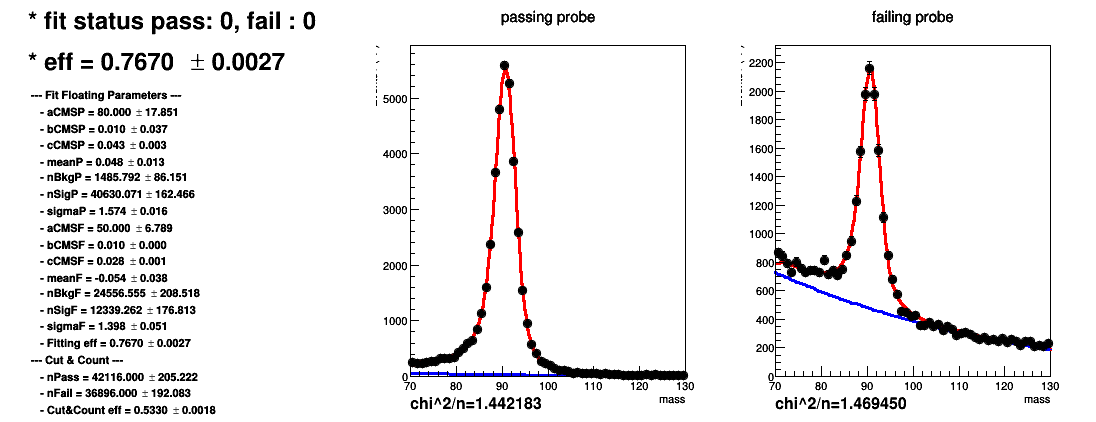 * fit status pass: 0, fail : 0
* eff = 0.7670 ± 0.0027
--- Fit Floating Parameters ---
- aCMSP = 80.000 ± 17.851
- bCMSP = 0.010 ± 0.037
- cCMSP = 0.043 ± 0.003
- meanP = 0.048 ± 0.013
- nBkgP = 1485.792 ± 86.151
- nSigP = 40630.071 ± 162.466
- sigmaP = 1.574 ± 0.016
- aCMSF = 50.000 ± 6.789
- bCMSF = 0.010 ± 0.000
- cCMSF = 0.028 ± 0.001
- meanF = -0.054 ± 0.038
- nBkgF = 24556.555 ± 208.518
- nSigF = 12339.262 ± 176.813
- sigmaF = 1.398 ± 0.051
- Fitting eff = 0.7670 ± 0.0027
--- Cut & Count ---
- nPass = 42116.000 ± 205.222
- nFail = 36896.000 ± 192.083
- Cut&Count eff = 0.5330 ± 0.0018
passing probe
5000
4000
3000
2000
1000
0
70 80 90 100 110 120 130
mass
chi^2/n=1.442183
failing probe
2200
2000
1800
1600
1400
1200
1000
800
600
400
200
0
70 80 90 100 110 120 130
mass
chi^2/n=1.469450